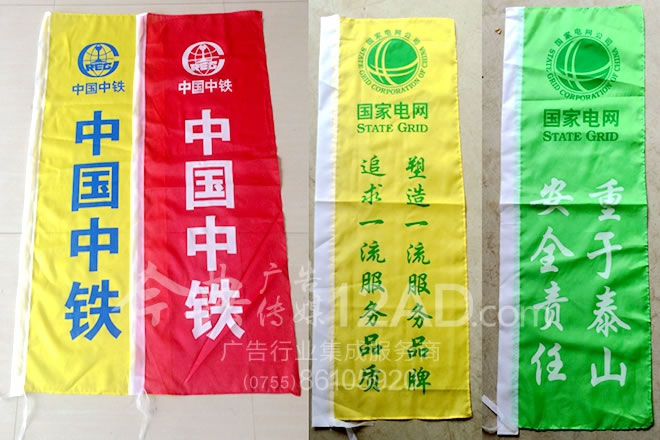 CREC
中国中铁
中国中铁
CREC
中国中铁
中国中铁
国家电网公司
STATE GRID CORPORATION OF CHINA
国家电网
STATE GRID
塑造一流服务品牌
追求一流服务品质
国家电网公司
STATE GRID CORPORATION OF CHINA
国家电网
STATE GRID
重于泰山
安全责任
广告
传媒
12AD.com
广告行业集成服务商